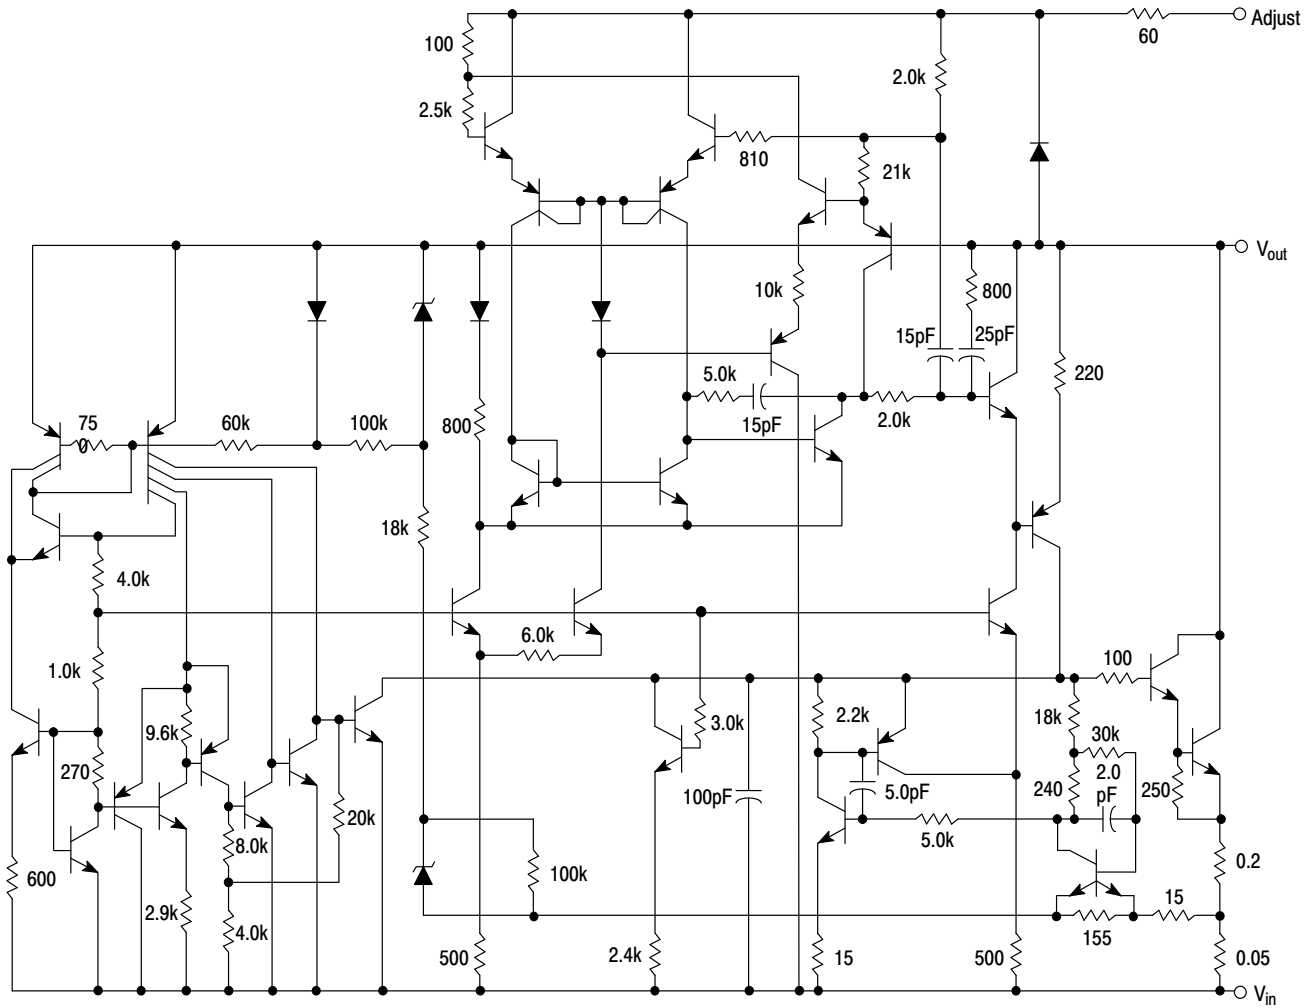 Adjust
60
100
2.0k
2.5k
810
21k
Vout
10k
800
15pF
25pF
220
5.0k
15pF
2.0k
75
0
60k
100k
800
18k
4.0k
6.0k
1.0k
100
9.6k
3.0k
2.2k
18k
30k
270
2.0
pF
240
250
100pF
5.0pF
20k
8.0k
5.0k
600
100k
0.2
15
2.9k
4.0k
155
500
2.4k
15
500
0.05
Vin